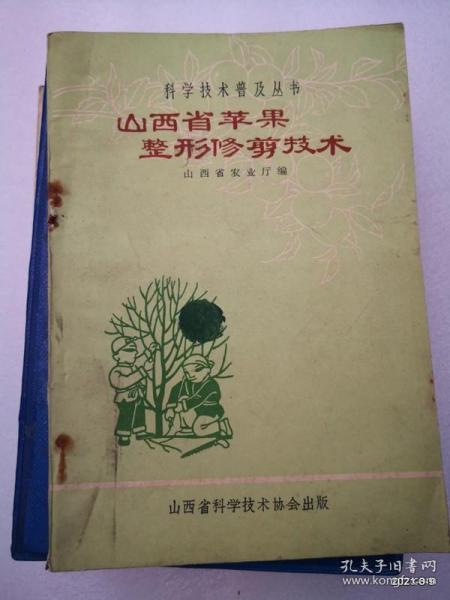 科学技术普及丛书
山西省苹果
整形修剪技术
山西省农业厅编
山西省科学技术协会出版
孔夫子旧书网